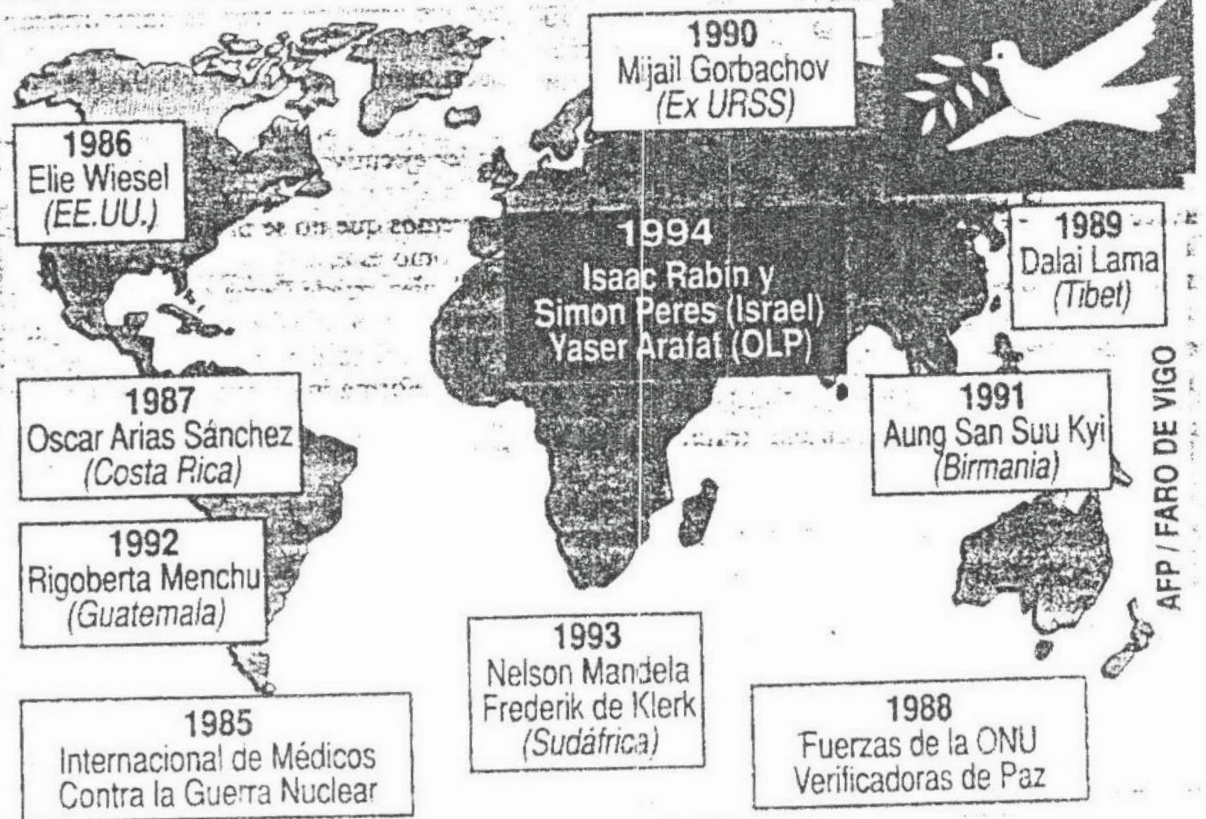 1990
Mijail Gorbachov
(Ex URSS)
1986
Elie Wiesel
(EE.UU.)
1994
Isaac Rabin y
Simon Peres (Israel)
Yaser Arafat (OLP)
1989
Dalai Lama
(Tibet)
1987
Oscar Arias Sánchez
(Costa Rica)
1991
Aung San Suu Kyi
(Birmania)
AFP / FARO DE VIGO
1992
Rigoberta Menchu
(Guatemala)
1993
Nelson Mandela
Frederik de Klerk
(Sudáfrica)
1985
Internacional de Médicos
Contra la Guerra Nuclear
1988
Fuerzas de la ONU
Verificadoras de Paz